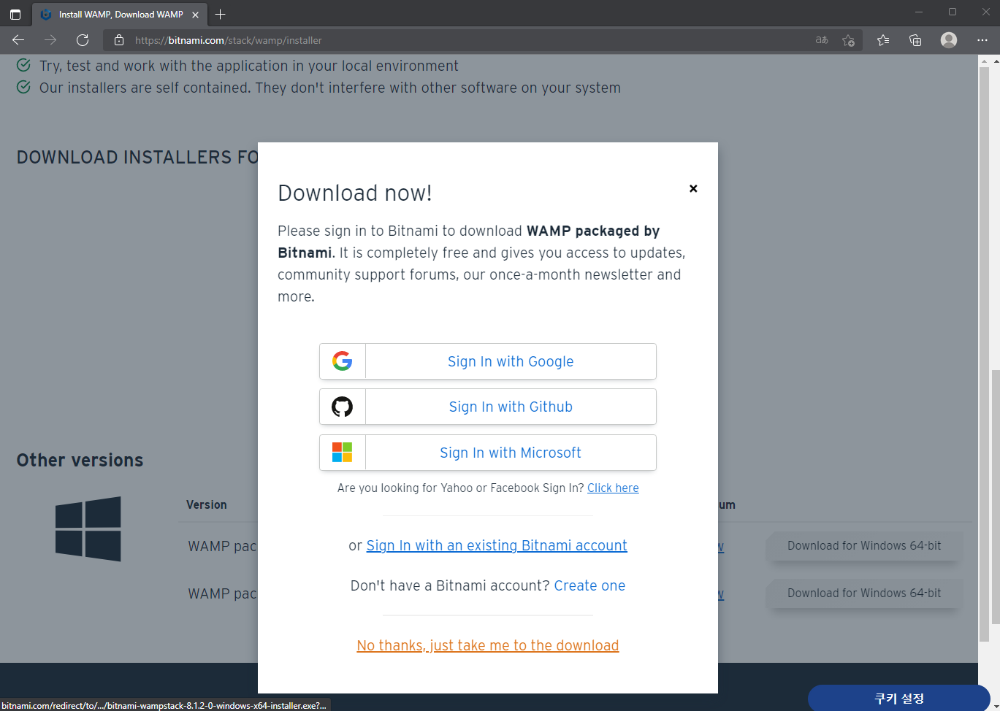 Install WAMP, Download WAMP
https://bitnami.com/stack/wamp/installer
aあ
Try, test and work with the application in your local environment
Our installers are self contained. They don't interfere with other software on your system
DOWNLOAD INSTALLERS FO
Download now!
Please sign in to Bitnami to download WAMP packaged by
Bitnami. It is completely free and gives you access to updates,
community support forums, our once-a-month newsletter and
more.
Sign In with Google
Sign In with Github
Sign In with Microsoft
Are you looking for Yahoo or Facebook Sign In? Click here
or Sign In with an existing Bitnami account
Don't have a Bitnami account? Create one
No thanks, just take me to the download
Other versions
Version um
WAMP pac w Download for Windows 64-bit
WAMP pac w Download for Windows 64-bit
쿠키 설정
bitnami.com/redirect/to/.../bitnami-wampstack-8.1.2-0-windows-x64-installer.exe?...